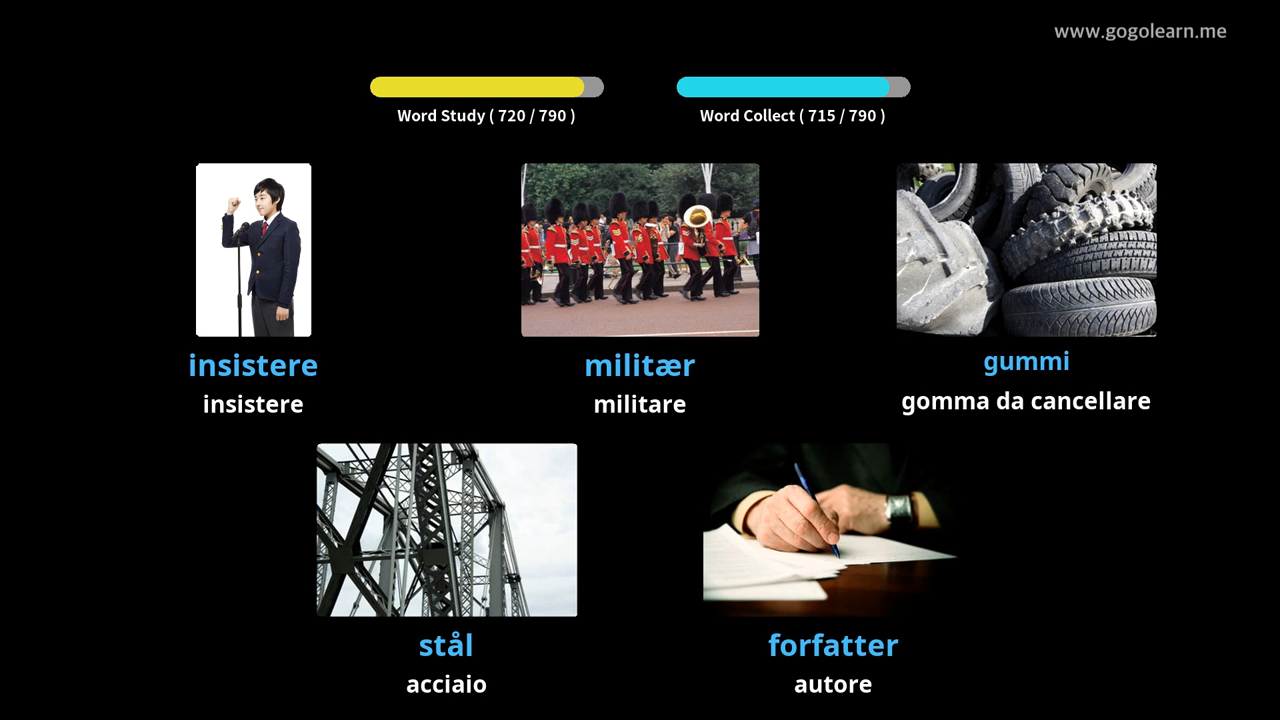 www.gogolearn.me
Word Study ( 720 / 790 )
Word Collect ( 715 / 790 )
insistere
insistere
militær
militare
gummi
gomma da cancellare
stål
acciaio
forfatter
autore